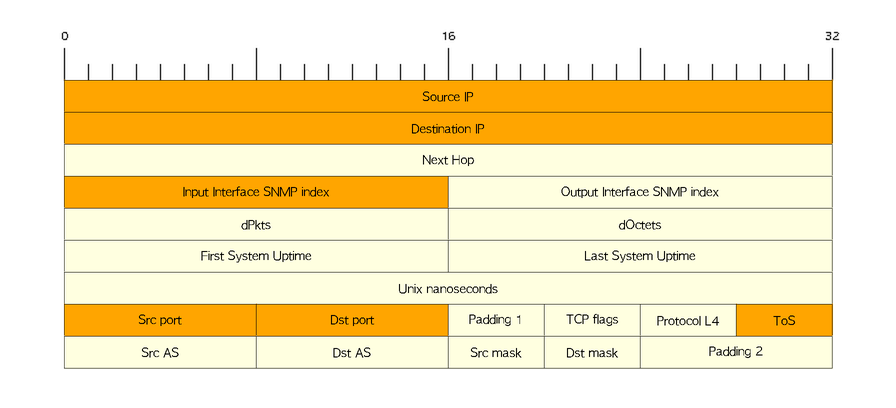 0 16 32
Source IP
Destination IP
Next Hop
Input Interface SNMP index Output Interface SNMP index
dPkts dOctets
First System Uptime Last System Uptime
Unix nanoseconds
Src port Dst port Padding 1 TCP flags Protocol L4 ToS
Src AS Dst AS Src mask Dst mask Padding 2